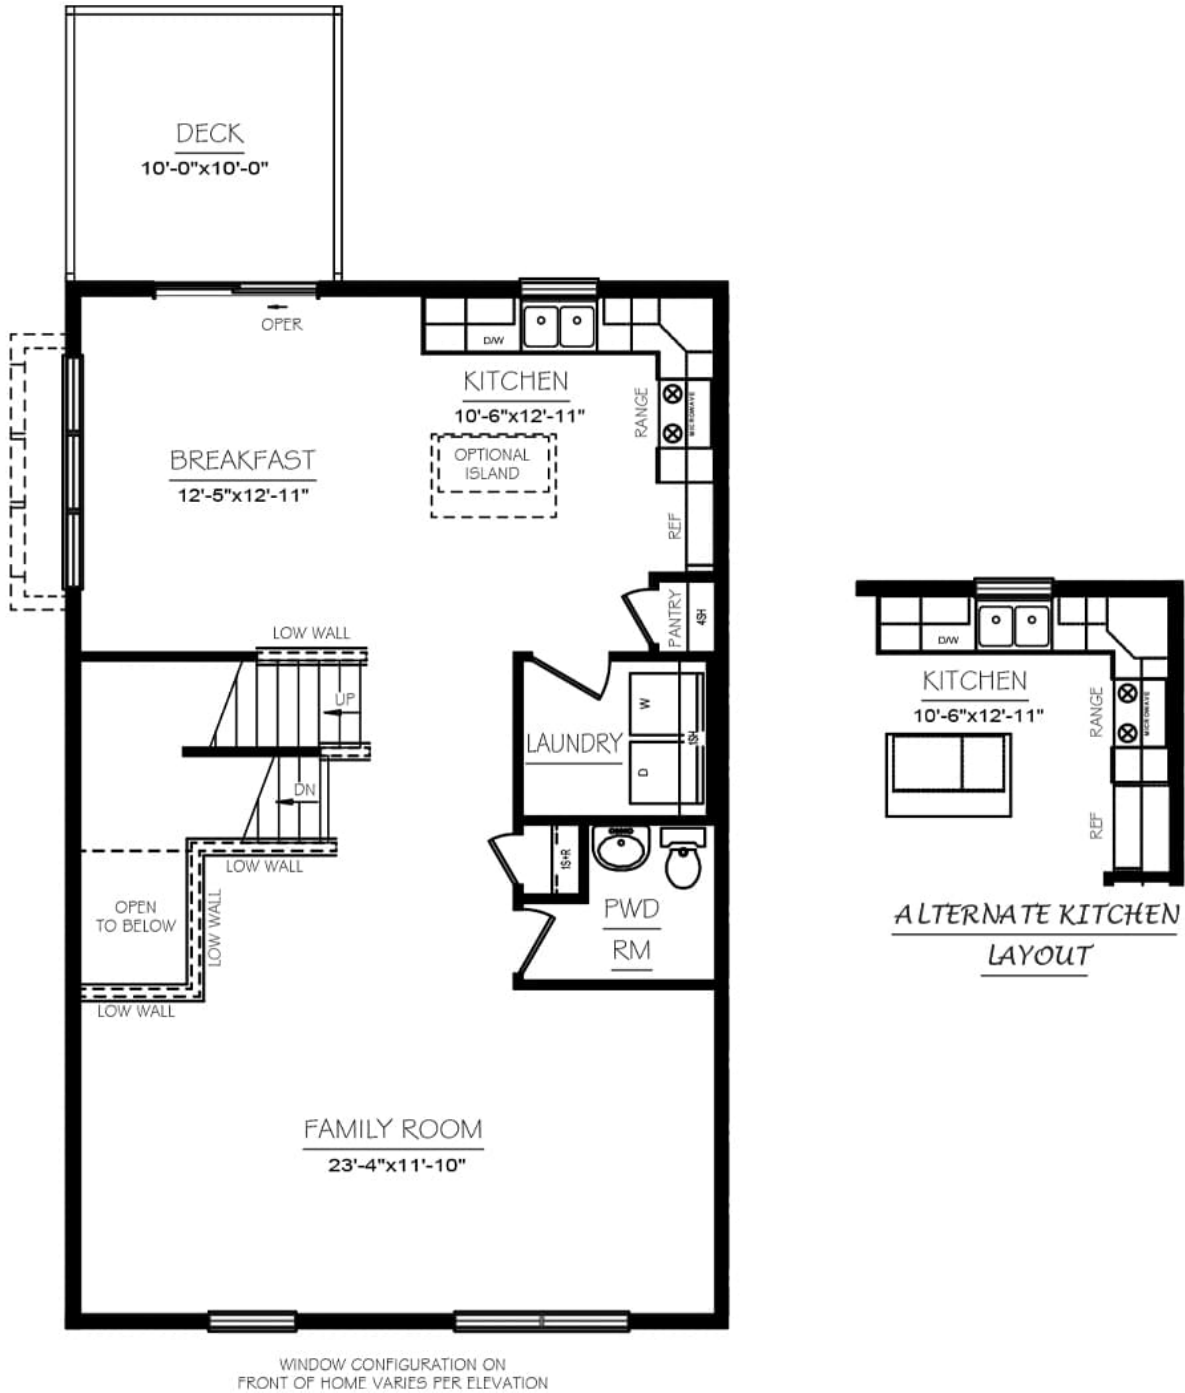 DECK
10'-0"x10'-0"
OPER
D/W
KITCHEN
10'-6"x12'-11"
RANGE
MICROWAVE
OPTIONAL
ISLAND
BREAKFAST
12'-5"x12'-11"
REF
PANTRY
4SH
LOW WALL
UP
W
LAUNDRY
1SH
D
DN
LOW WALL
1S+R
OPEN
TO BELOW
LOW WALL
PWD
RM
LOW WALL
FAMILY ROOM
23'-4"x11'-10"
WINDOW CONFIGURATION ON
FRONT OF HOME VARIES PER ELEVATION
D/W
KITCHEN
10'-6"x12'-11"
RANGE
MICROWAVE
REF
ALTERNATE KITCHEN
LAYOUT